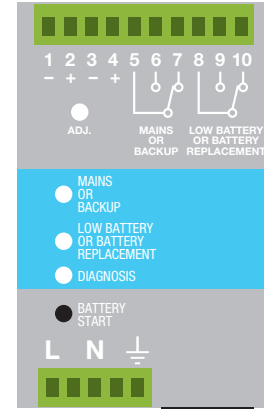 1 2 3 4 5 6 7 8 9 10
− + − +
ADJ.
MAINS
OR
BACKUP
LOW BATTERY
OR BATTERY
REPLACEMENT
MAINS
OR
BACKUP
LOW BATTERY
OR BATTERY
REPLACEMENT
DIAGNOSIS
BATTERY
START
L N